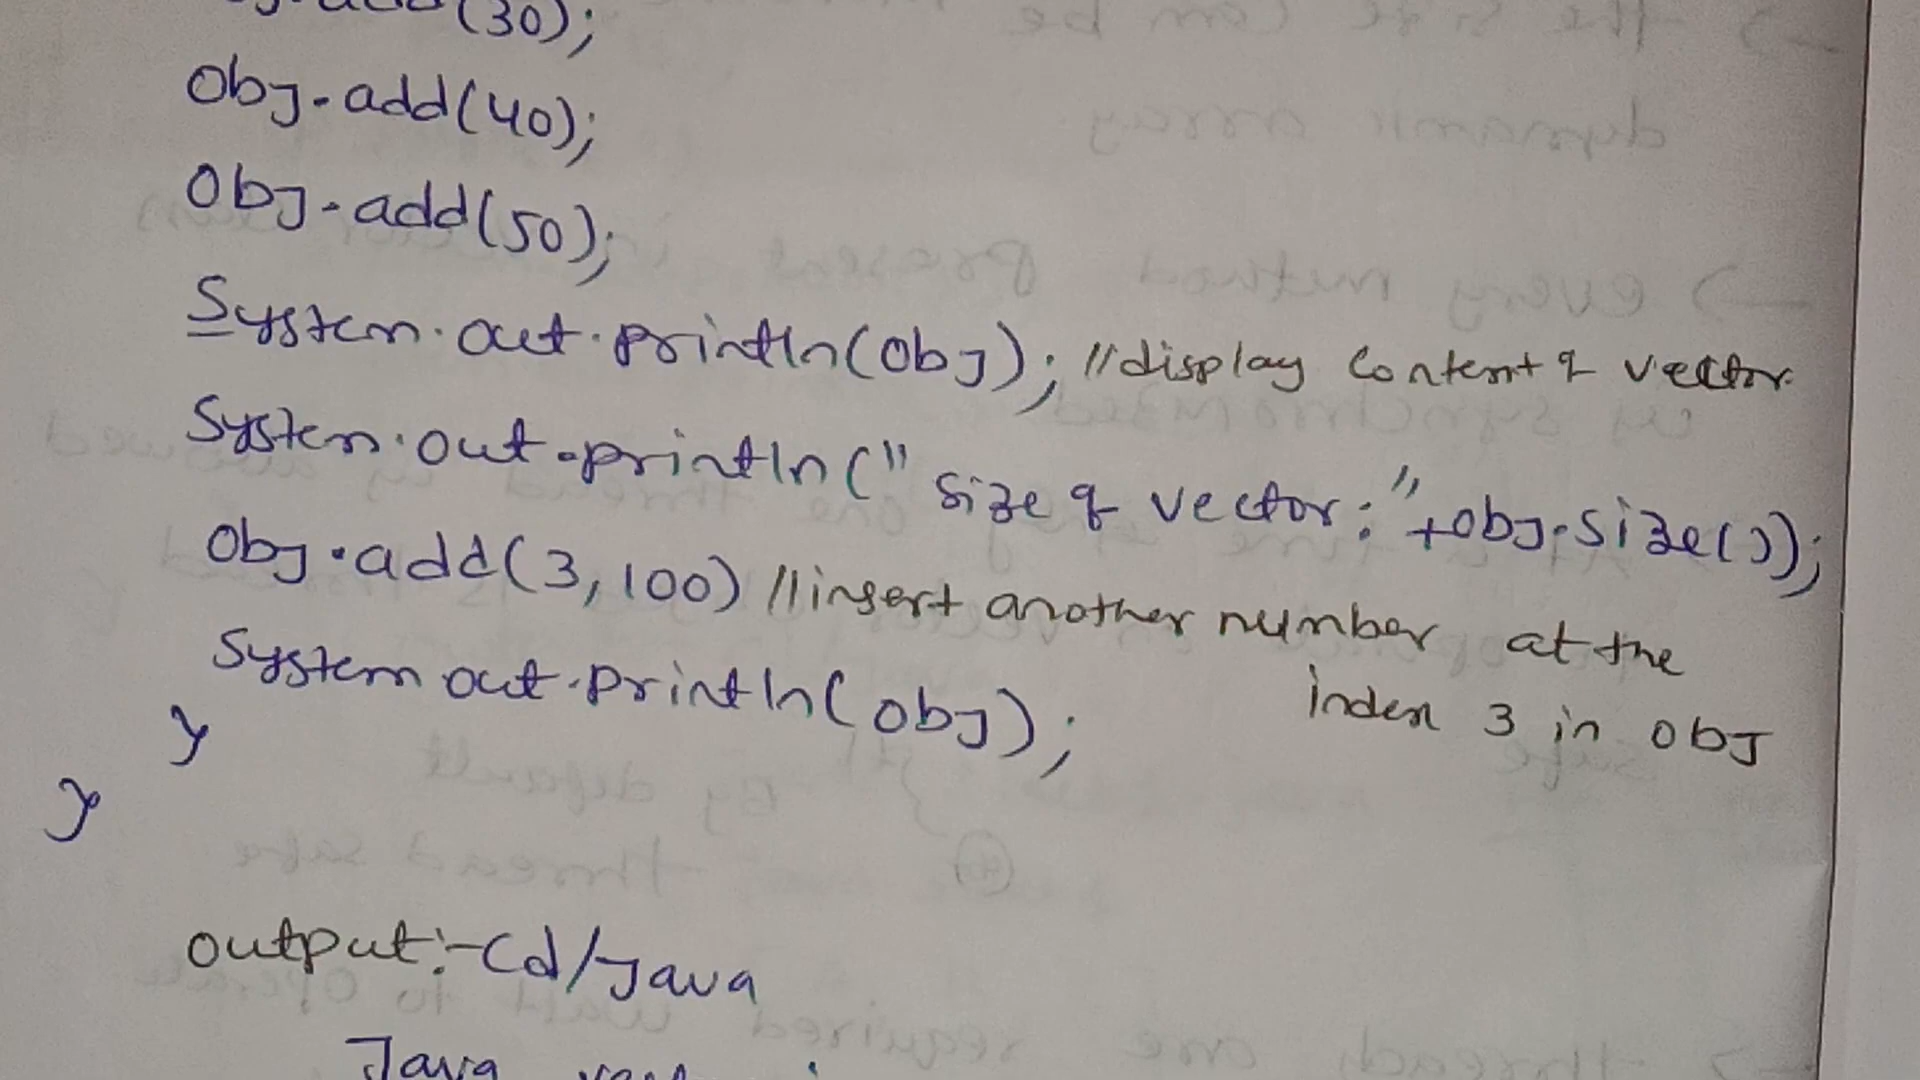 (30);
Obj.add(40);
Obj.add(50);
System.out.println(Obj); //display Content of vector
System.out.println("size of vector:"+obj.size());
Obj.add(3,100) //insert another number at the
index 3 in obj
System out.println(obj);
}
}
output:-Cd/Java
Java